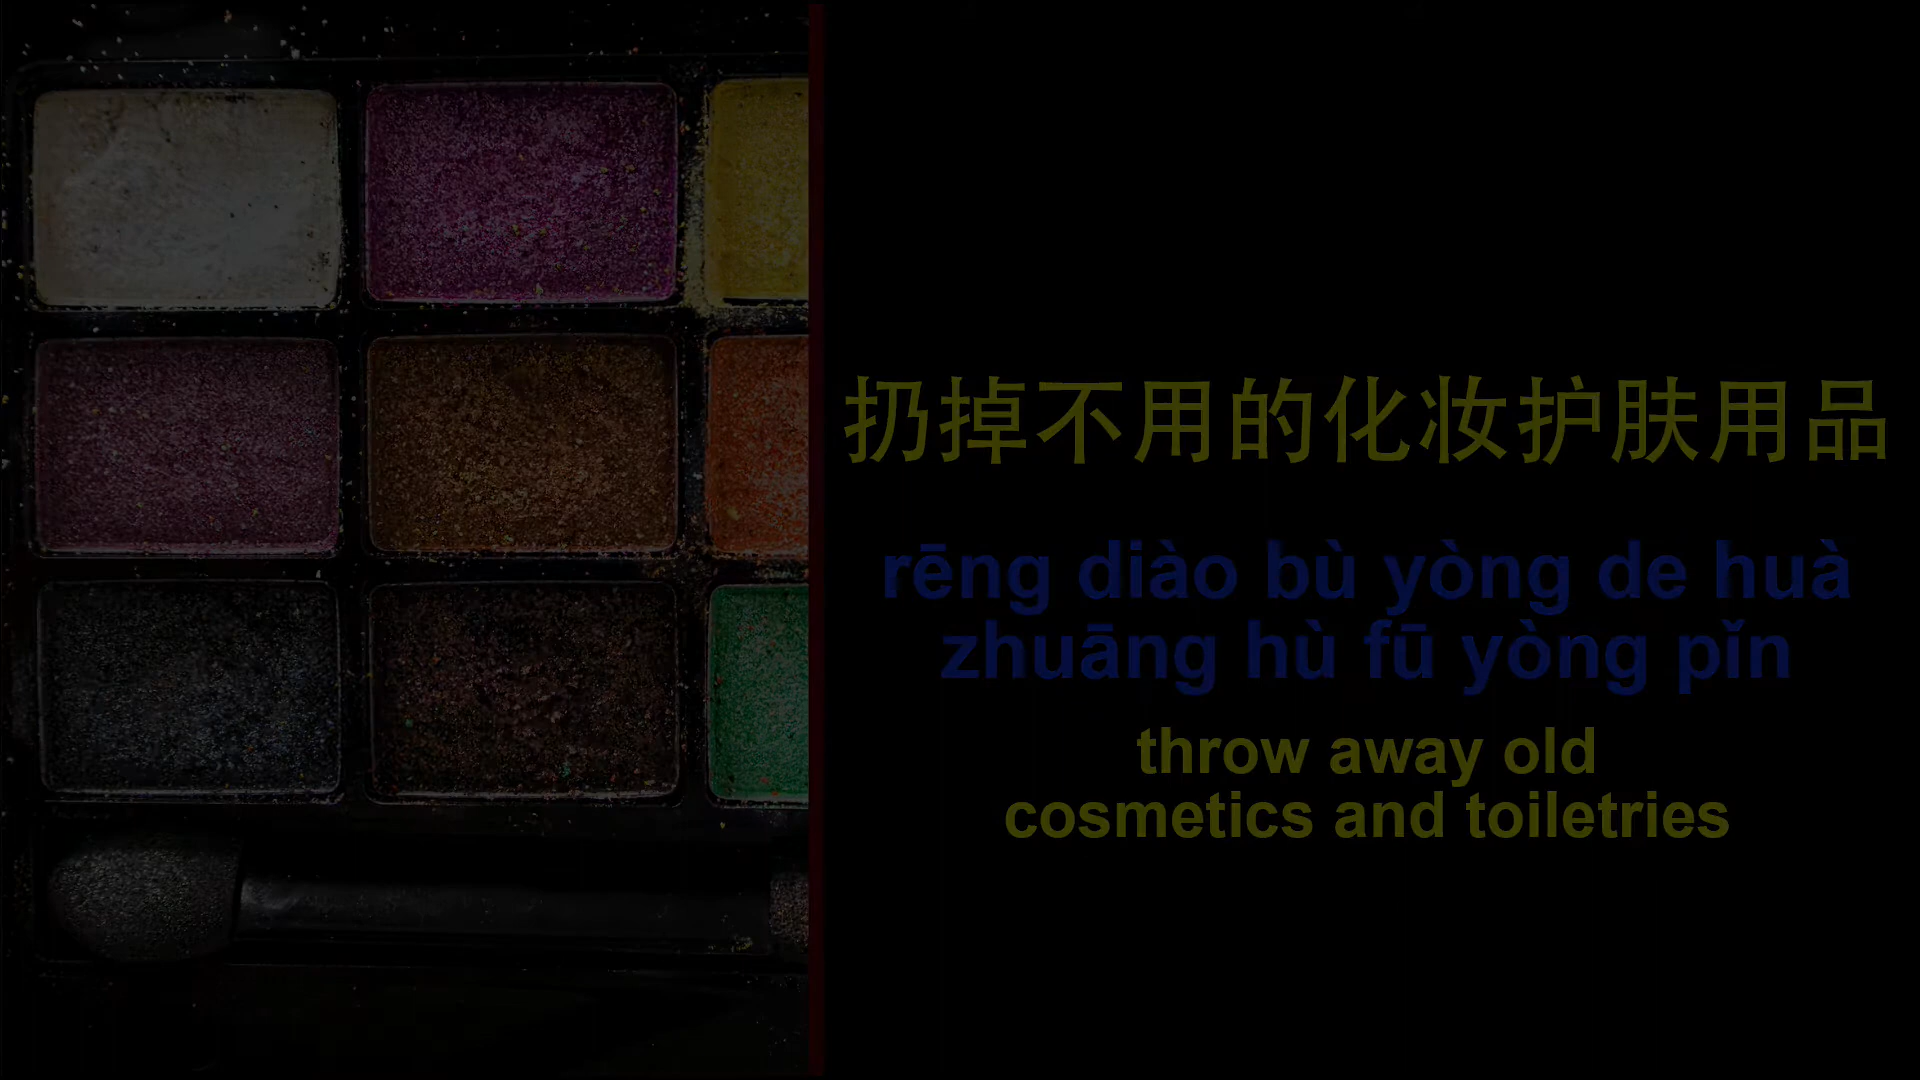 扔掉不用的化妆护肤用品
rēng diào bù yòng de huà
zhuāng hù fū yòng pǐn
throw away old
cosmetics and toiletries